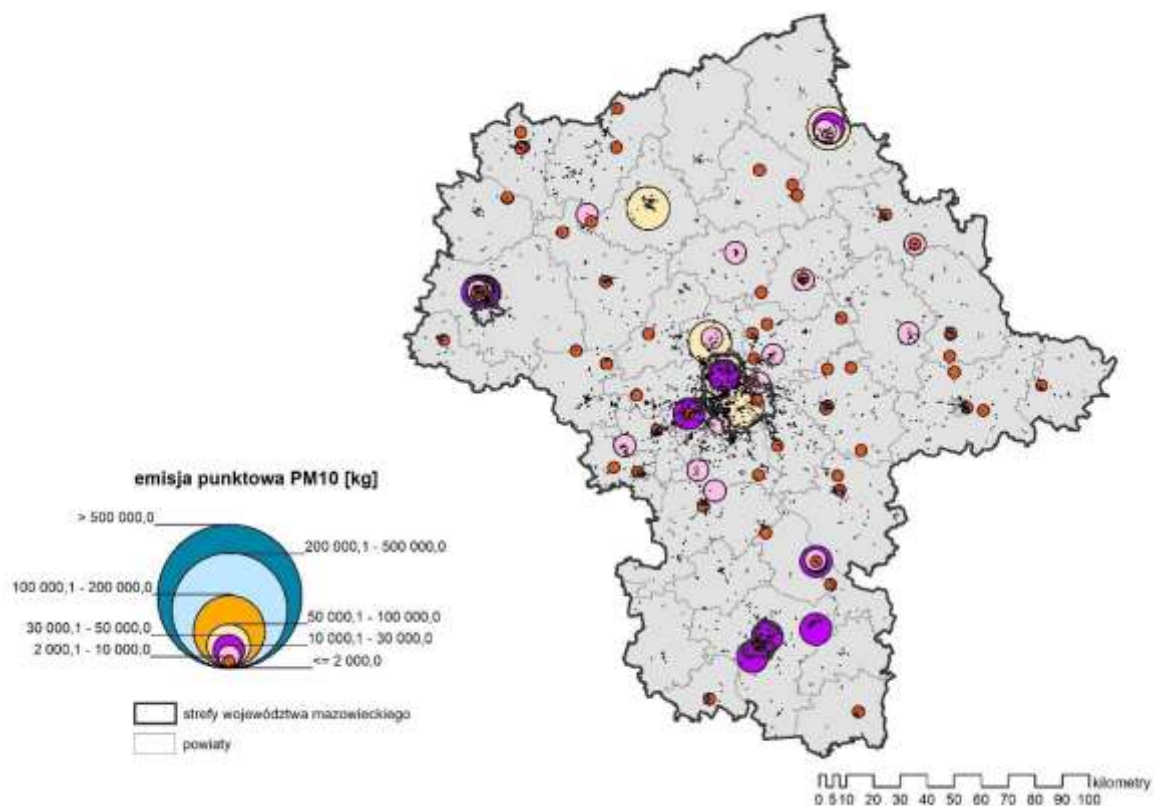 emisja punktowa PM10 [kg]
> 500 000,0
200 000,1 - 500 000,0
100 000,1 - 200 000,0
50 000,1 - 100 000,0
30 000,1 - 50 000,0
10 000,1 - 30 000,0
2 000,1 - 10 000,0
<= 2 000,0
strefy województwa mazowieckiego
powiaty
kilometry
0 5 10 20 30 40 50 60 70 80 90 100